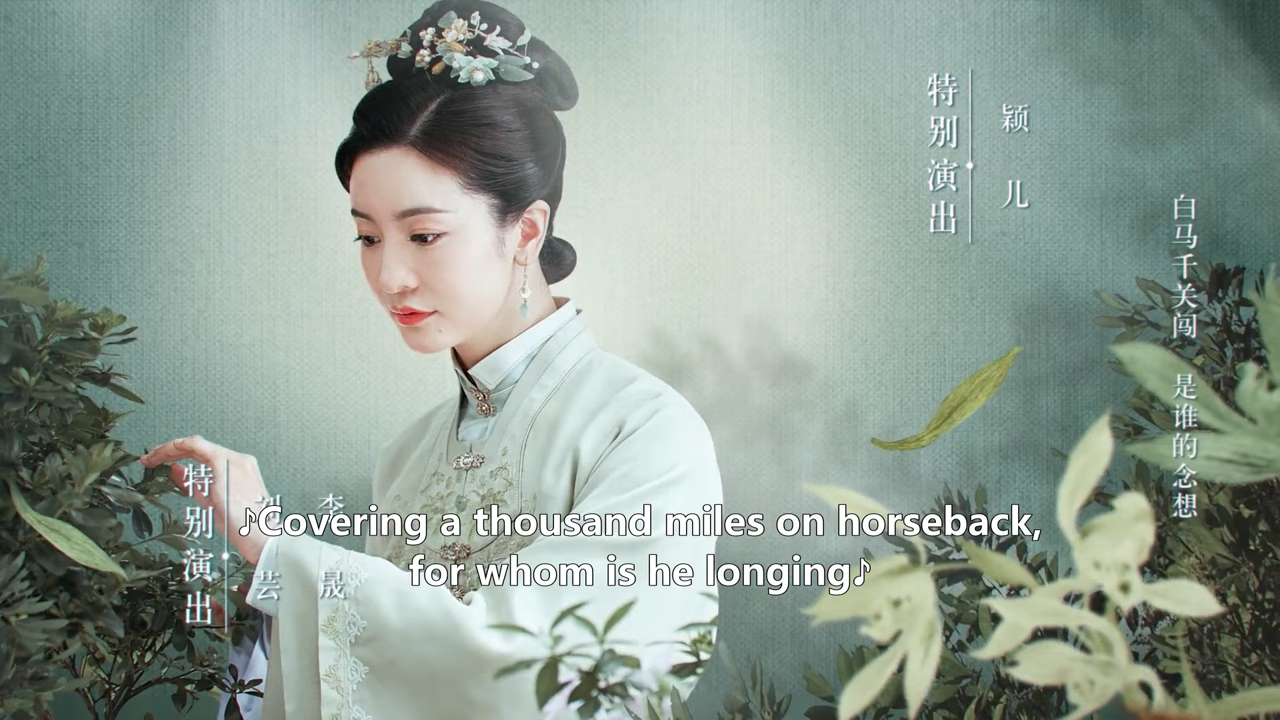 特别演出
颖儿
白马千关闯 是谁的念想
特别演出
刘芸
李晟
♪Covering a thousand miles on horseback,
for whom is he longing♪